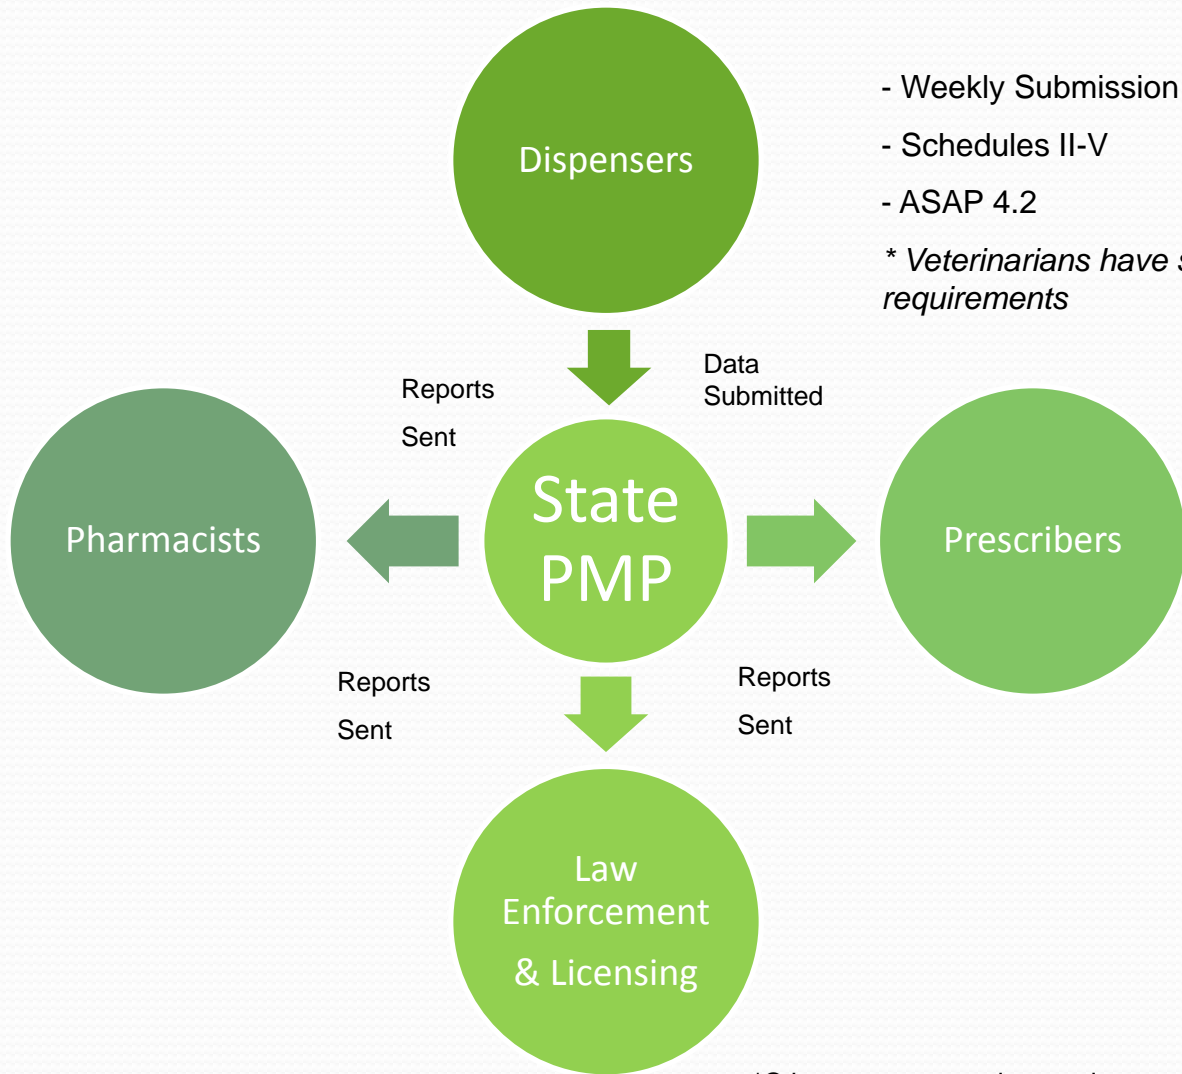 Dispensers
- Weekly Submission
- Schedules II-V
- ASAP 4.2
* Veterinarians have
requirements
Data
Submitted
Reports
Sent
State
PMP
Pharmacists
Prescribers
Reports
Sent
Reports
Sent
Law
Enforcement
& Licensing